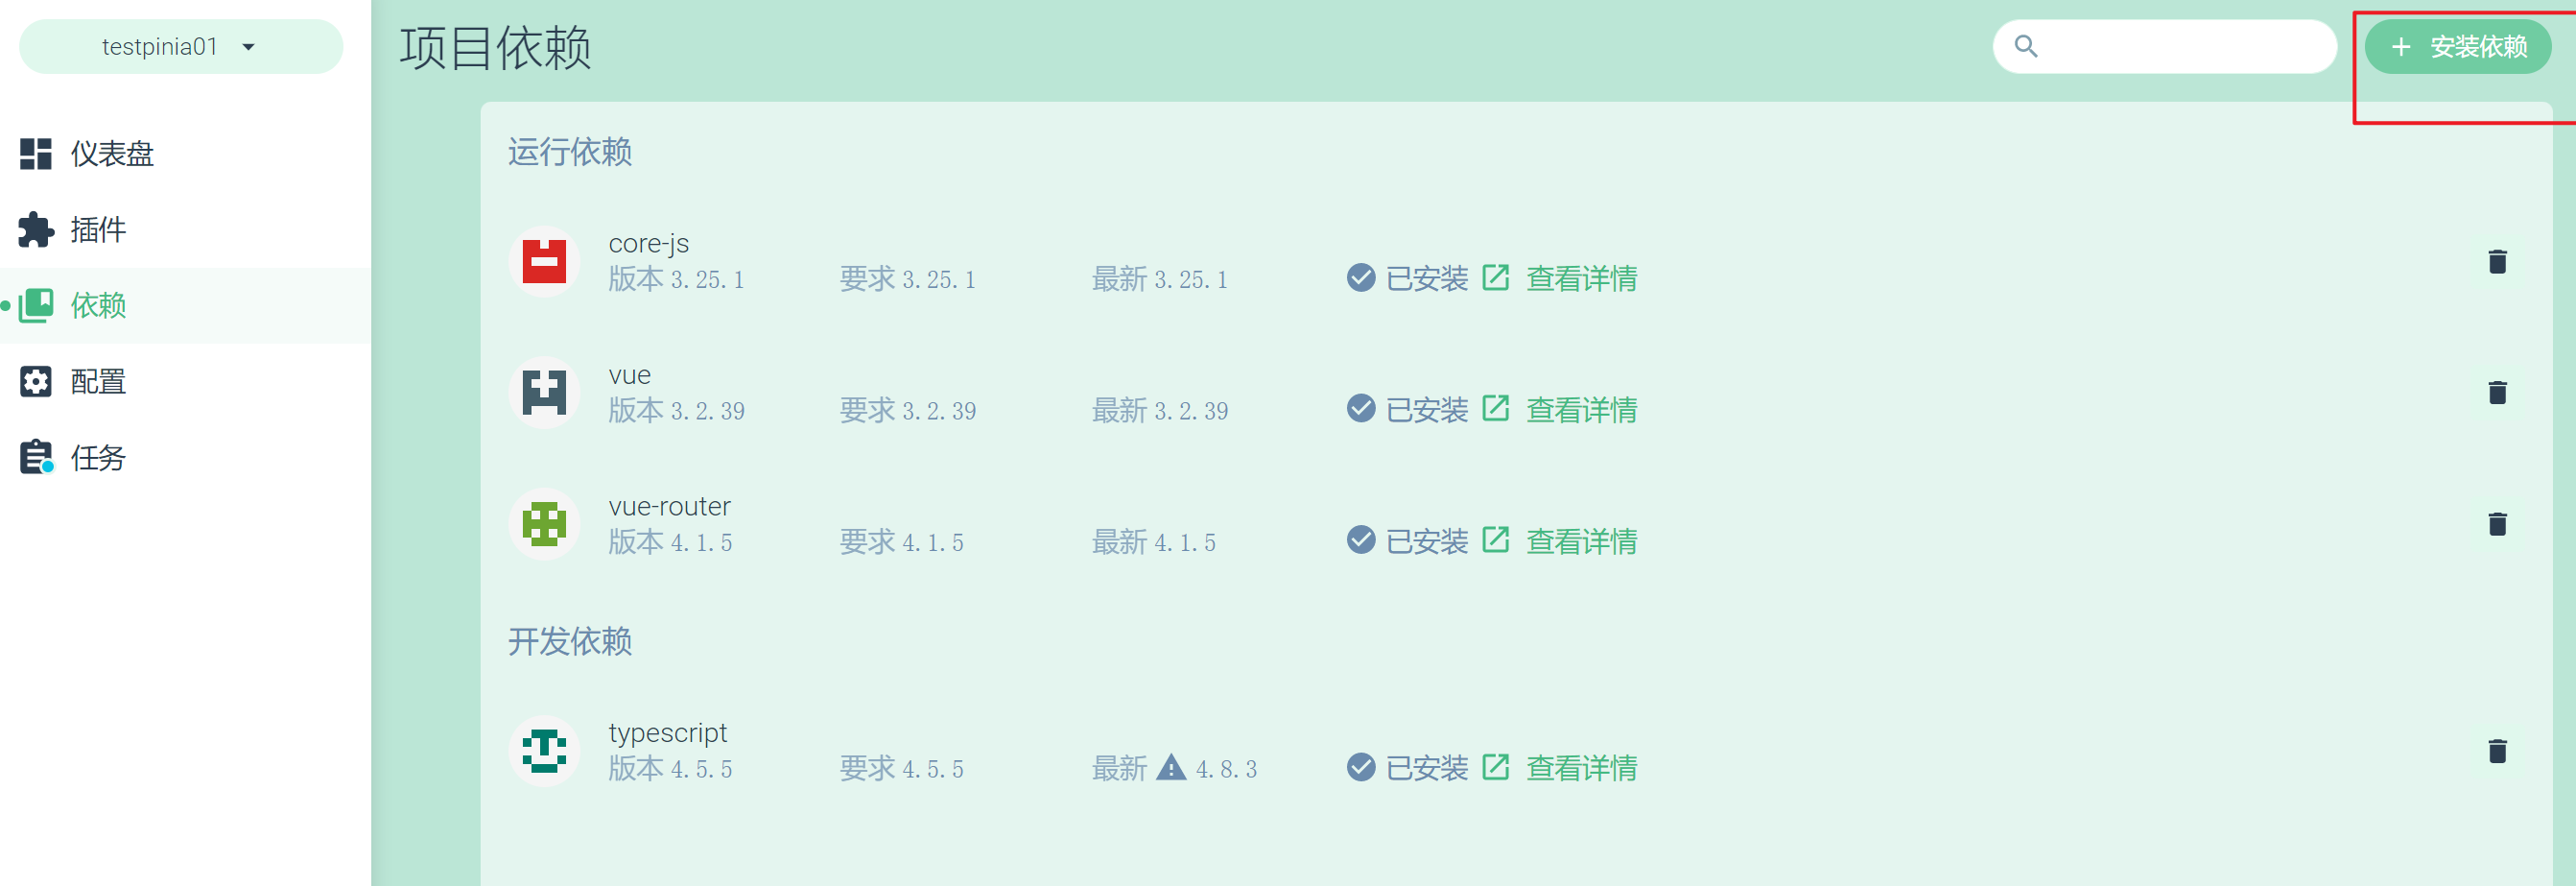 testpinia01
仪表盘
插件
依赖
配置
任务
项目依赖
安装依赖
运行依赖
core-js
版本 3.25.1 要求 3.25.1 最新 3.25.1 已安装 查看详情
vue
版本 3.2.39 要求 3.2.39 最新 3.2.39 已安装 查看详情
vue-router
版本 4.1.5 要求 4.1.5 最新 4.1.5 已安装 查看详情
开发依赖
typescript
版本 4.5.5 要求 4.5.5 最新 4.8.3 已安装 查看详情